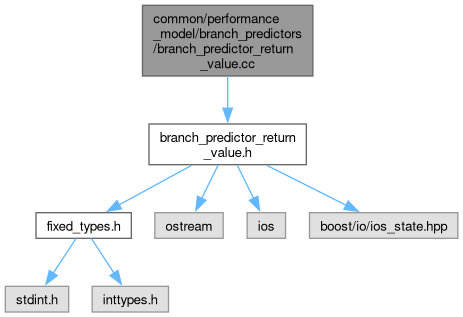 common/performance
_model/branch_predictors
/branch_predictor_return
_value.cc
branch_predictor_return
_value.h
fixed_types.h
ostream
ios
boost/io/ios_state.hpp
stdint.h
inttypes.h